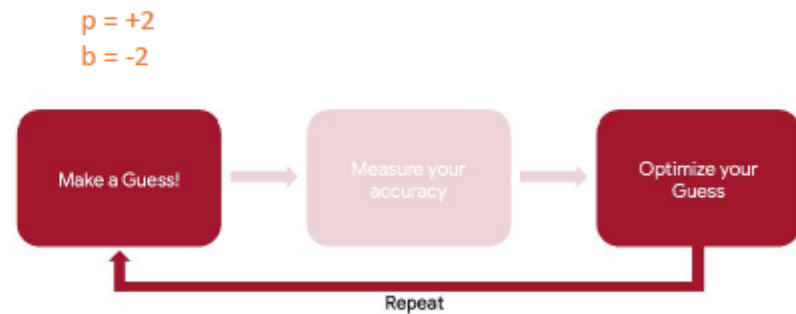 p = +2
b = -2
Make a Guess!
Measure your
accuracy
Optimize your
Guess
Repeat